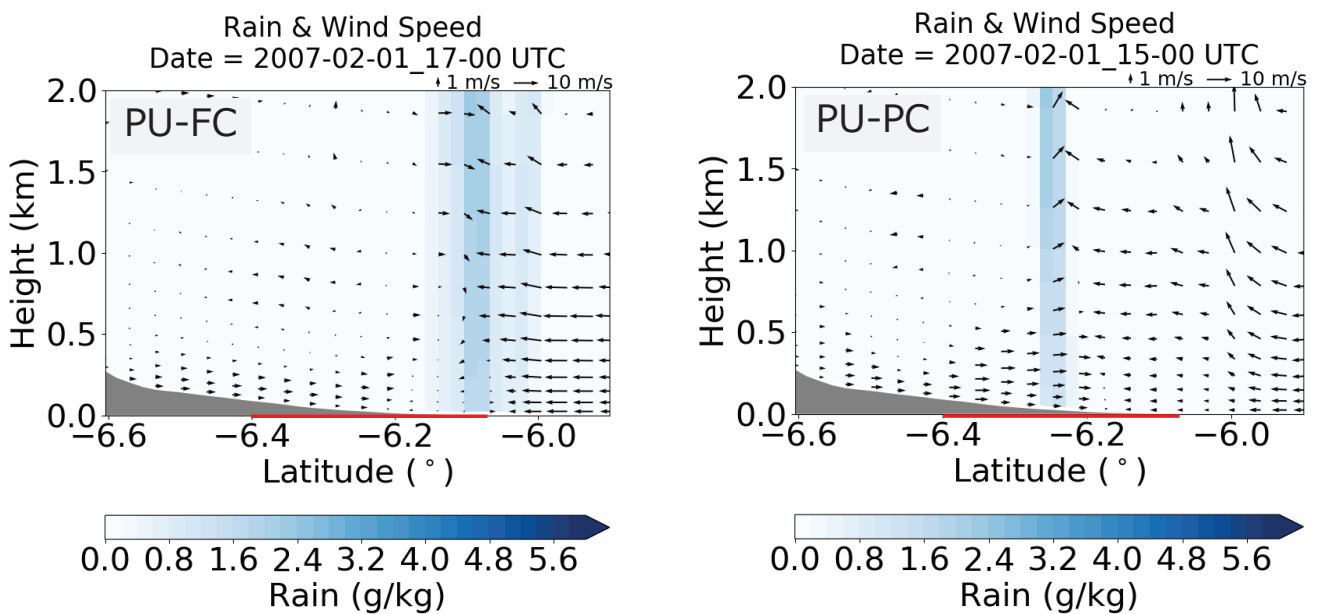 Rain & Wind Speed
Date = 2007-02-01_17-00 UTC
1 m/s 10 m/s
PU-FC
2.0
1.5
1.0
0.5
0.0
Height (km)
−6.6 −6.4 −6.2 −6.0
Latitude (°)
0.0 0.8 1.6 2.4 3.2 4.0 4.8 5.6
Rain (g/kg)
Rain & Wind Speed
Date = 2007-02-01_15-00 UTC
1 m/s 10 m/s
PU-PC
2.0
1.5
1.0
0.5
0.0
Height (km)
−6.6 −6.4 −6.2 −6.0
Latitude (°)
0.0 0.8 1.6 2.4 3.2 4.0 4.8 5.6
Rain (g/kg)